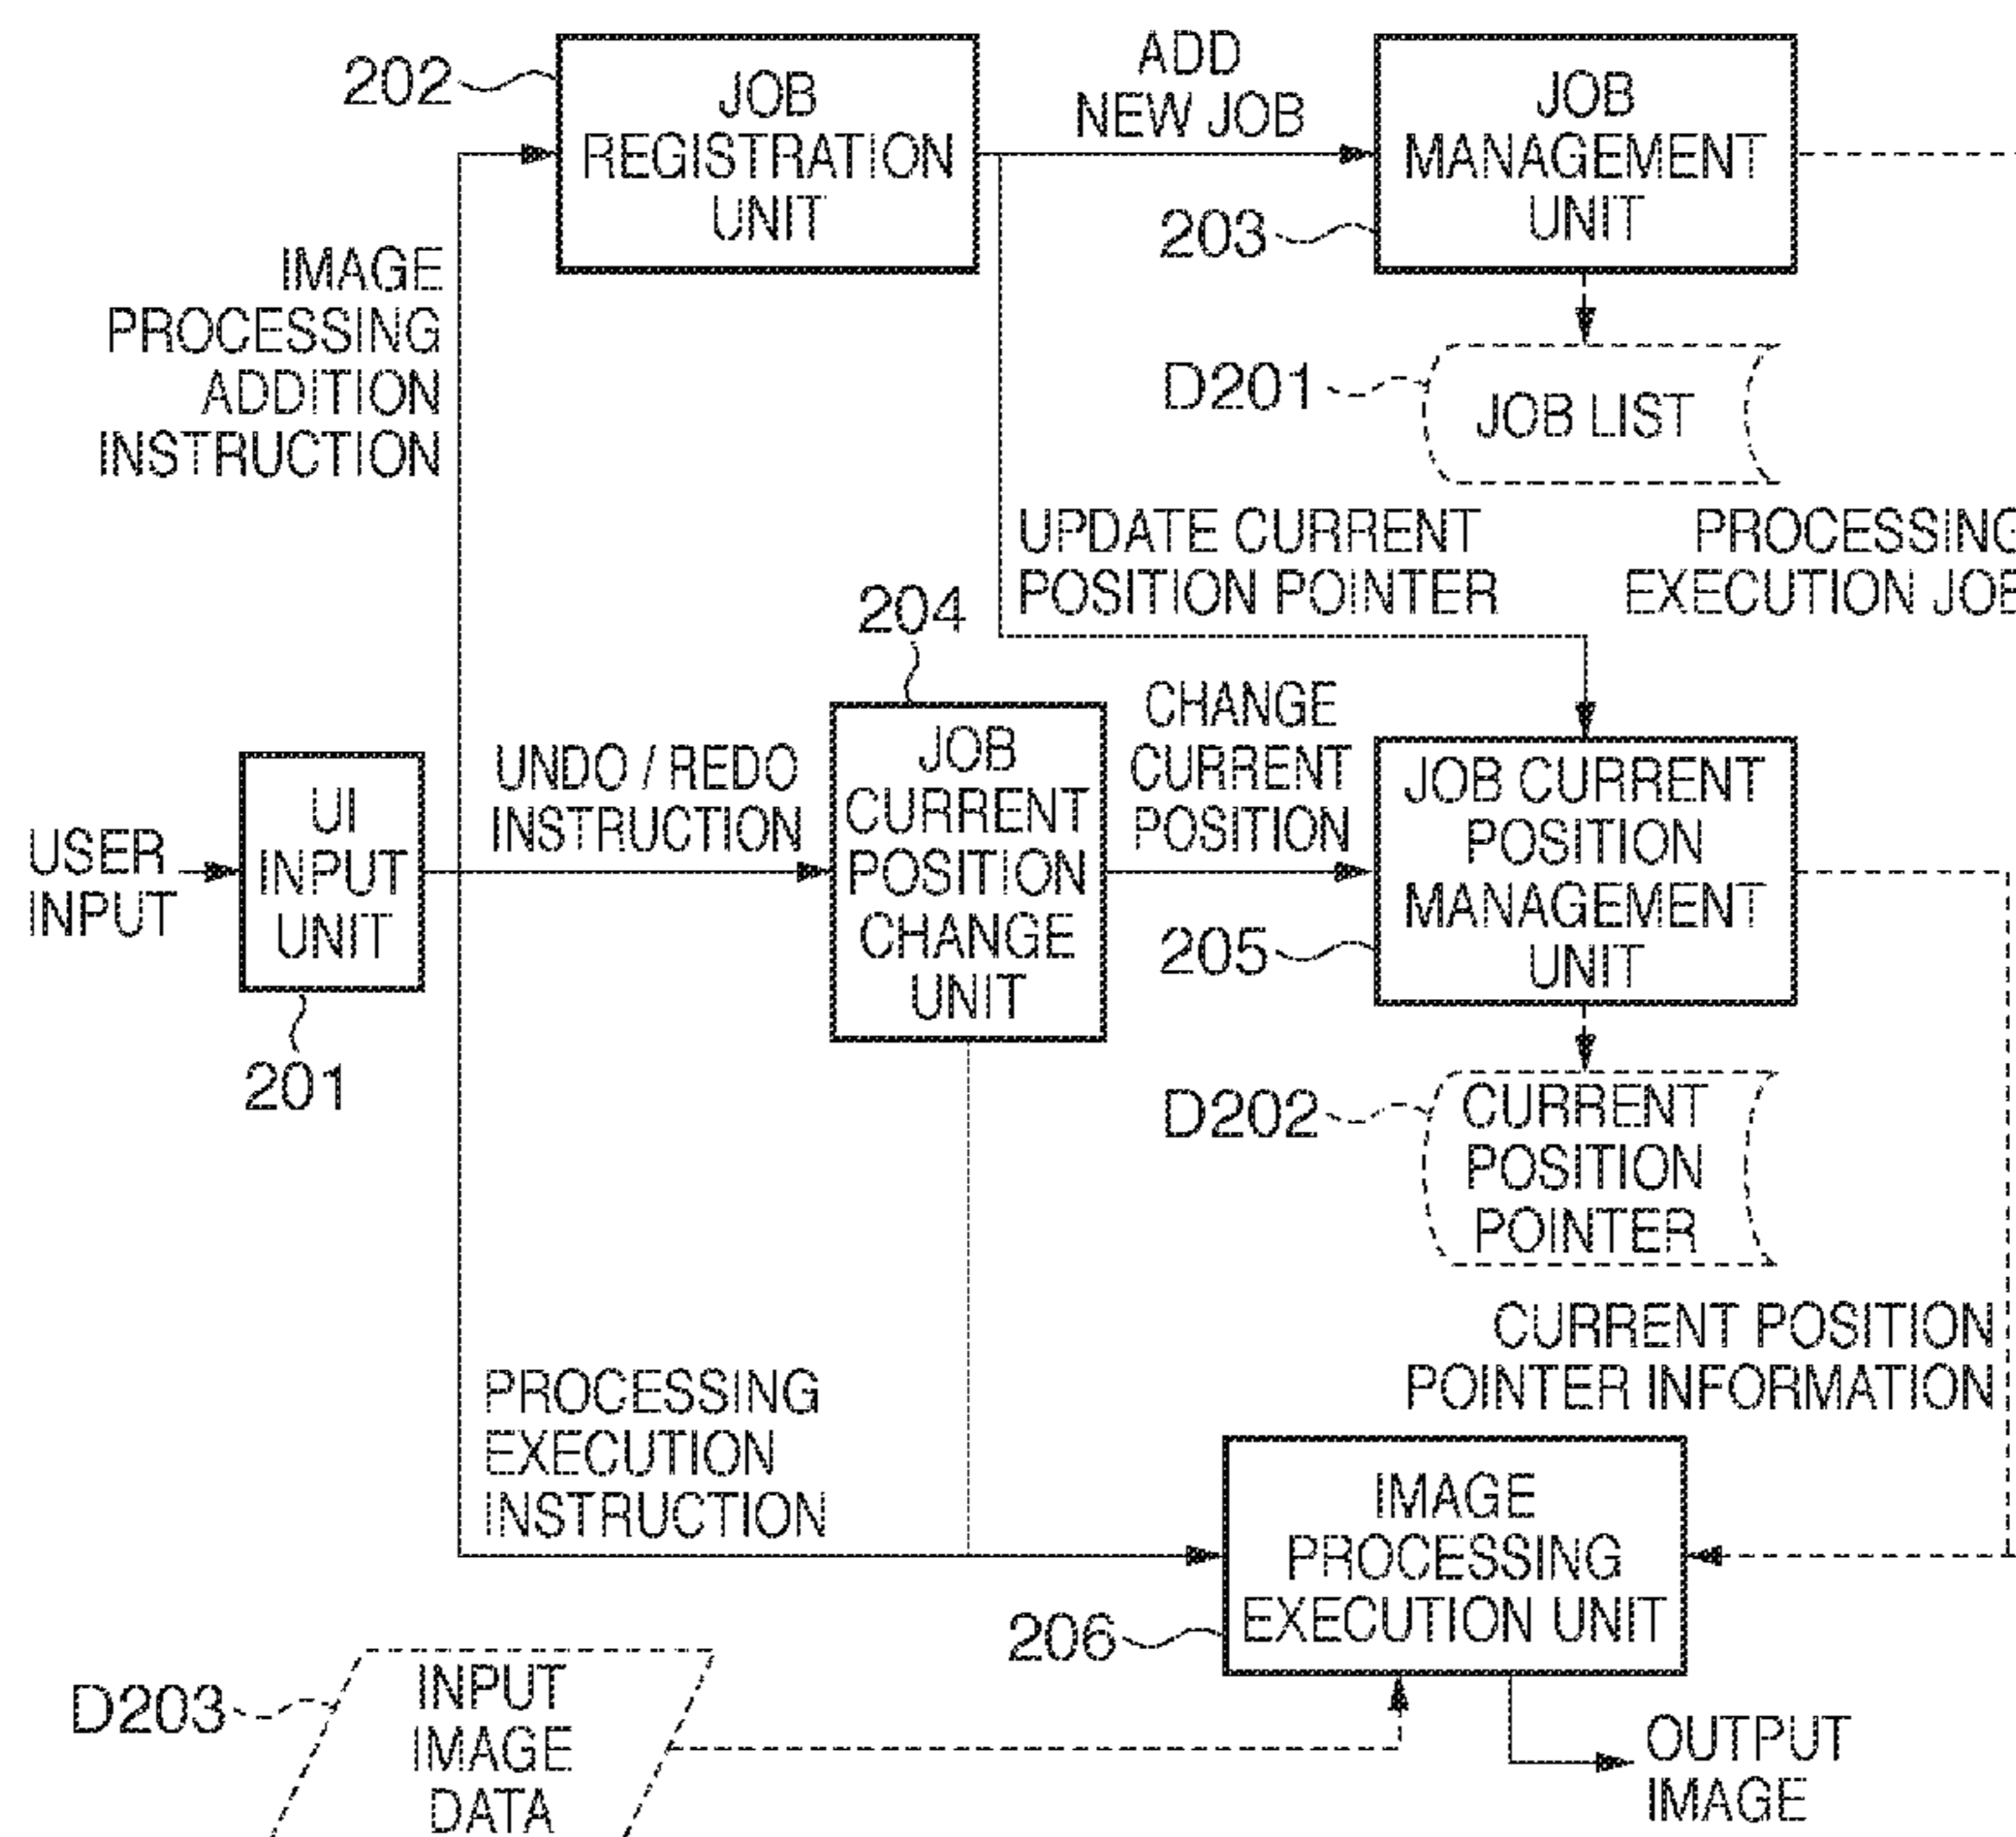 202
JOB
REGISTRATION
UNIT
ADD
NEW JOB
JOB
MANAGEMENT
UNIT
203
IMAGE
PROCESSING
ADDITION
INSTRUCTION
D201
JOB LIST
UPDATE CURRENT
POSITION POINTER
PROCESSING
EXECUTION JOB
204
USER
INPUT
UI
INPUT
UNIT
201
UNDO / REDO
INSTRUCTION
JOB
CURRENT
POSITION
CHANGE
UNIT
CHANGE
CURRENT
POSITION
JOB CURRENT
POSITION
MANAGEMENT
UNIT
205
D202
CURRENT
POSITION
POINTER
CURRENT POSITION
POINTER INFORMATION
PROCESSING
EXECUTION
INSTRUCTION
IMAGE
PROCESSING
EXECUTION UNIT
206
D203
INPUT
IMAGE
DATA
OUTPUT
IMAGE